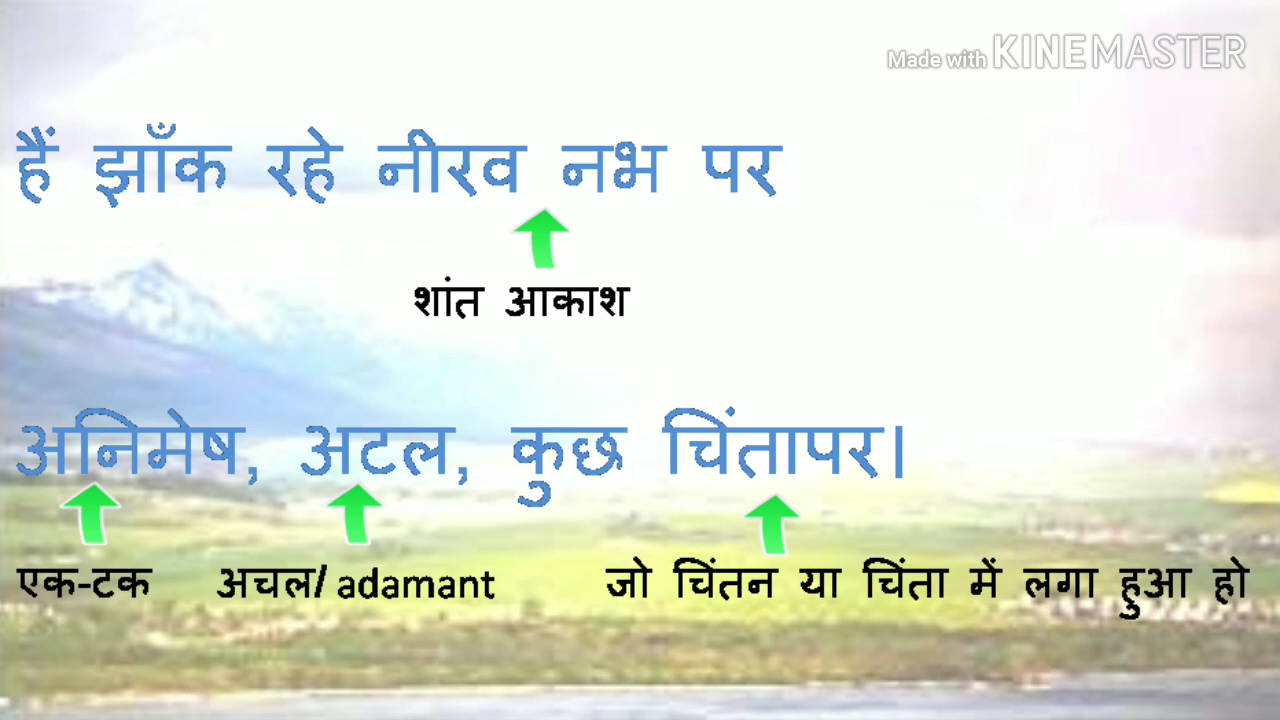 Made with KINEMASTER
हैं झाँक रहे नीरव नभ पर
शांत आकाश
अनिमेष, अटल, कुछ चिंतापर।
एक-टक अचल/ adamant जो चिंतन या चिंता में लगा हुआ हो